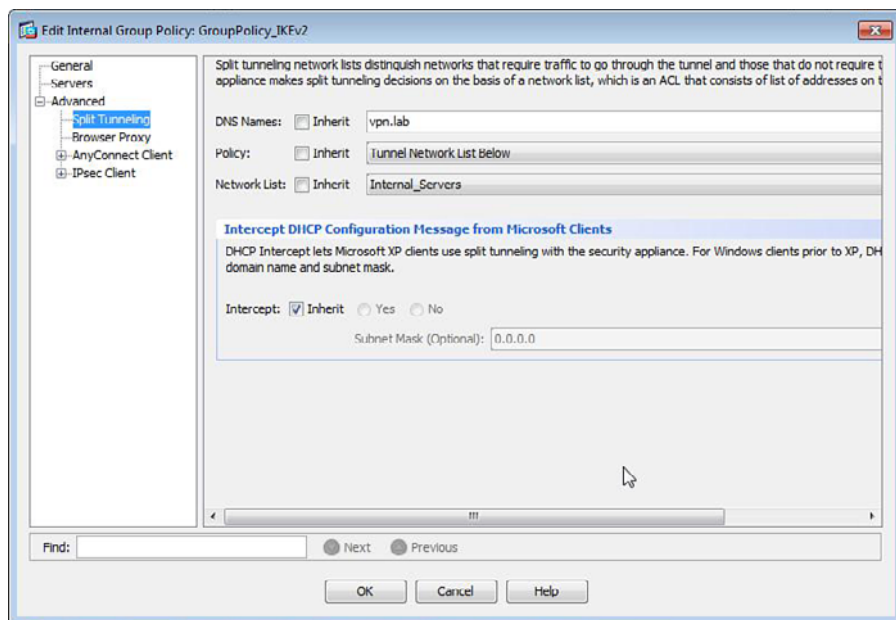 Edit Internal Group Policy: GroupPolicy_IKEv2
General
Servers
Advanced
Split Tunneling
Browser Proxy
AnyConnect Client
IPsec Client
Split tunneling network lists distinguish networks that require traffic to go through the tunnel and those that do not require t
appliance makes split tunneling decisions on the basis of a network list, which is an ACL that consists of list of addresses on t
DNS Names: Inherit vpn.lab
Policy: Inherit Tunnel Network List Below
Network List: Inherit Internal_Servers
Intercept DHCP Configuration Message from Microsoft Clients
DHCP Intercept lets Microsoft XP clients use split tunneling with the security appliance. For Windows clients prior to XP, DH
domain name and subnet mask.
Intercept: Inherit Yes No
Subnet Mask (Optional): 0.0.0.0
Find: Next Previous
OK Cancel Help